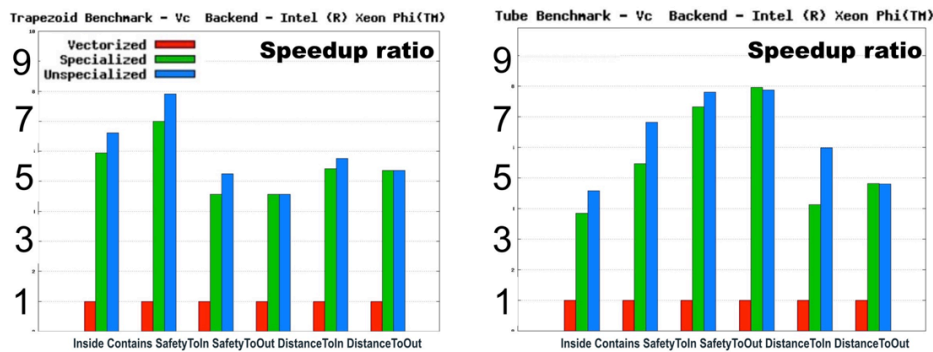 Trapezoid Benchmark - Vc Backend - Intel (R) Xeon Phi(TM)
Vectorized
Specialized
Unspecialized
Speedup ratio
9
7
5
3
1
Inside Contains SafetyToIn SafetyToOut DistanceToIn DistanceToOut
Tube Benchmark - Vc Backend - Intel (R) Xeon Phi(TM)
Speedup ratio
9
7
5
3
1
Inside Contains SafetyToIn SafetyToOut DistanceToIn DistanceToOut